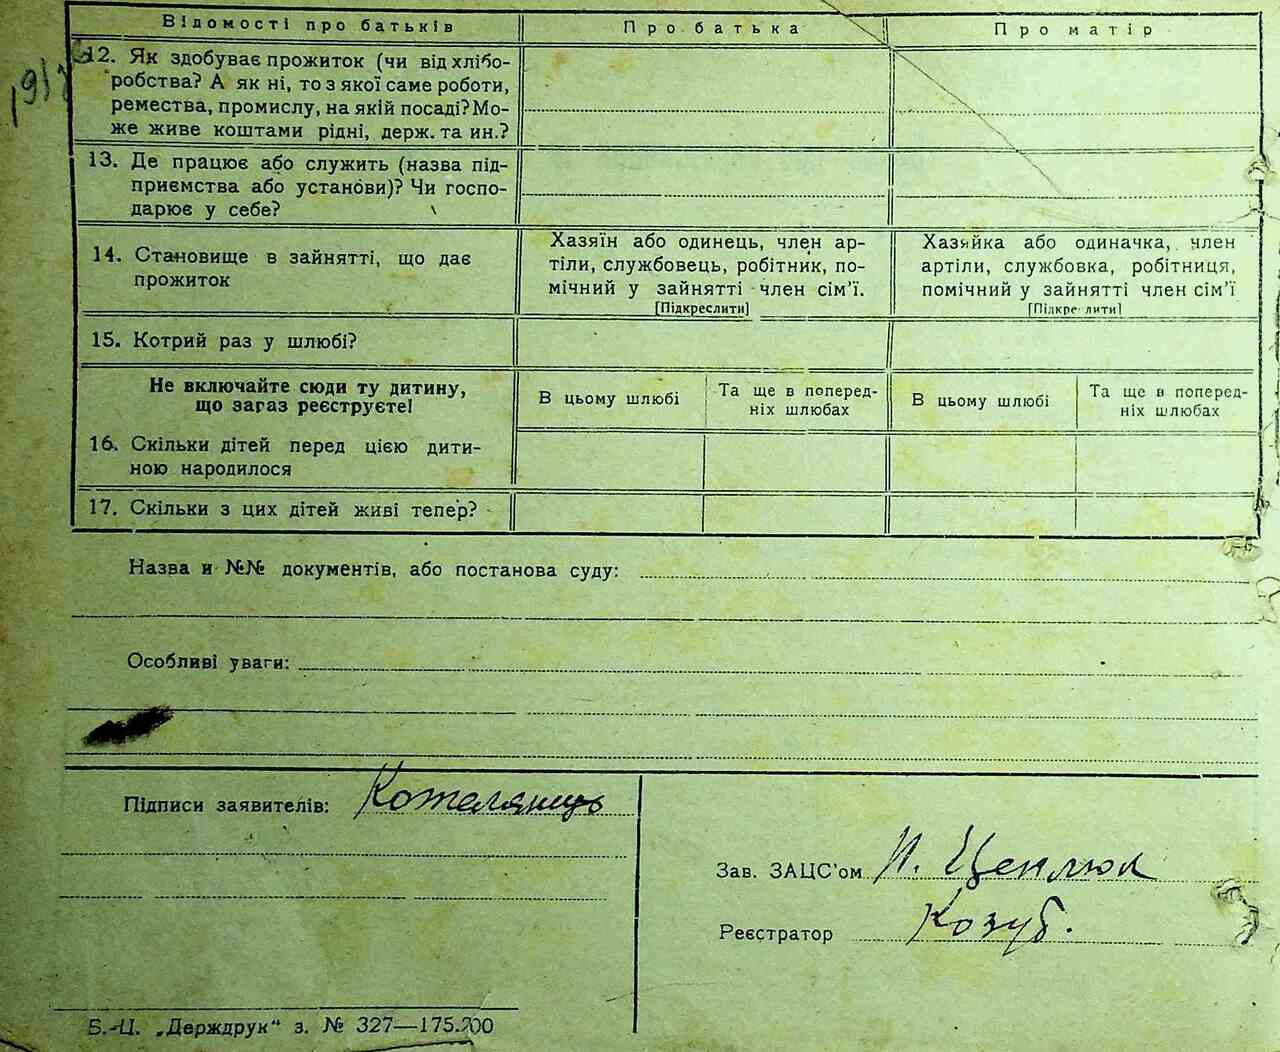 Відомості про батьків Про батька Про матір
12. Як здобуває прожиток (чи від хлібо-
робства? А як ні, то з якої саме роботи,
ремества, промислу, на якій посаді? Мо-
же живе коштами рідні, держ. та ин.?
13. Де працює або служить (назва під-
приємства або установи)? Чи госпо-
дарює у себе?
14. Становище в зайнятті, що дає
прожиток
Хазяїн або одинець, член ар-
тіли, службовець, робітник, по-
мічний у зайнятті член сім'ї.
[Підкреслити]
Хазяйка або одиначка, член
артіли, службовка, робітниця,
помічний у зайнятті член сім'ї
[Підкре лити]
15. Котрий раз у шлюбі?
Не включайте сюди ту дитину,
що загаз реєструєте!
В цьому шлюбі
Та ще в поперед-
ніх шлюбах
В цьому шлюбі
Та ще в поперед-
ніх шлюбах
16. Скільки дітей перед цією дити-
ною народилося
17. Скільки з цих дітей живі тепер?
Назва и №№ документів, або постанова суду:
Особливі уваги:
Підписи заявителів:
Зав. ЗАЦС'ом
Реєстратор Козуб.
Б.-Ц. „Держдрук“ з. № 327—175.200